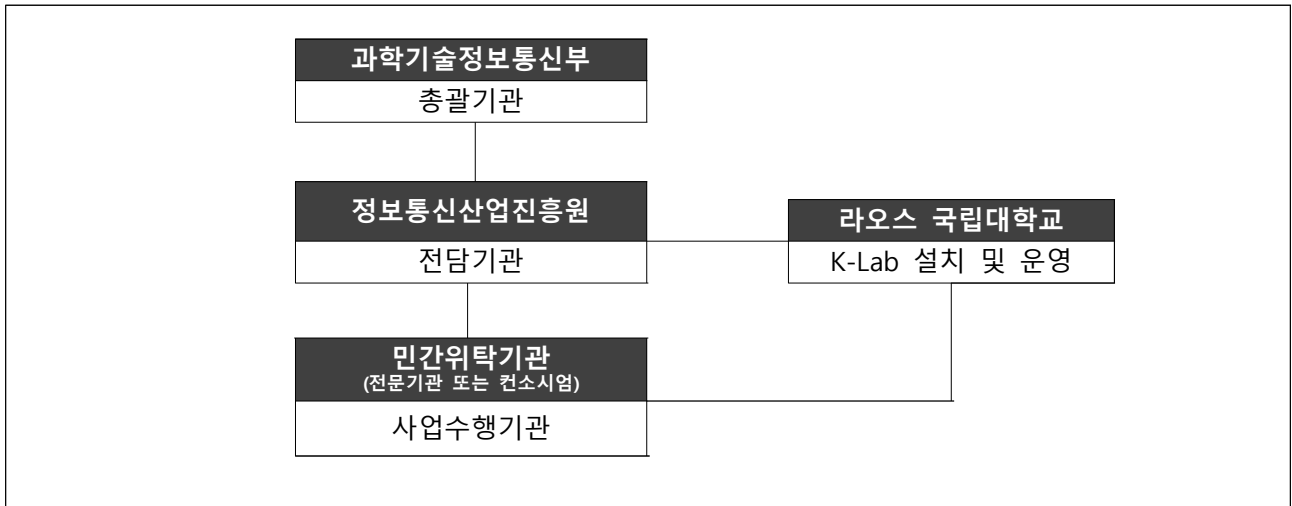 과학기술정보통신부
총괄기관
정보통신산업진흥원
전담기관
라오스 국립대학교
K-Lab 설치 및 운영
민간위탁기관
(전문기관 또는 컨소시엄)
사업수행기관